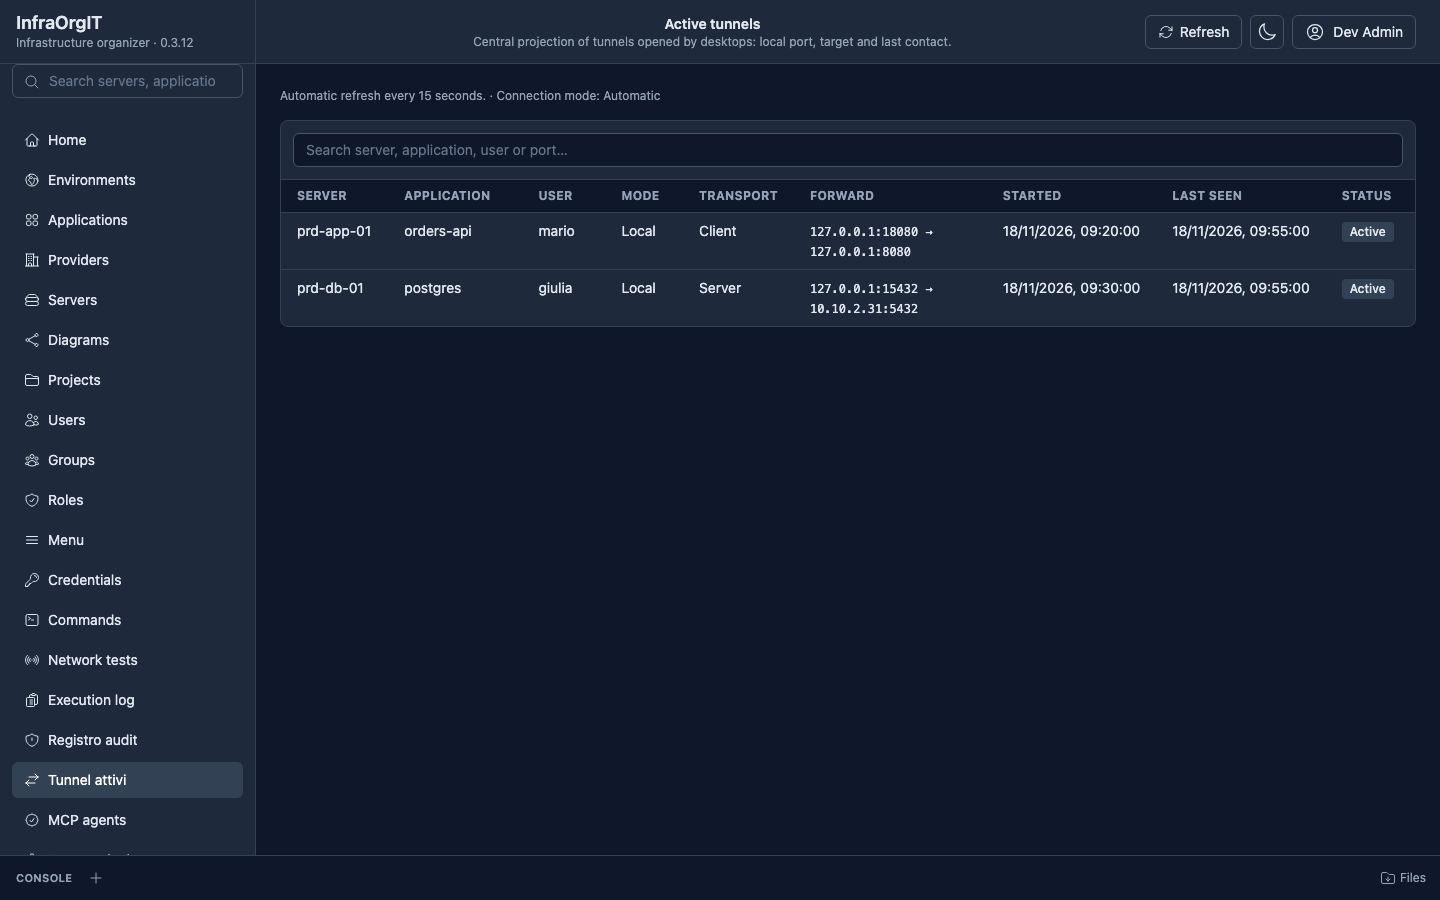 InfraOrgIT
Infrastructure organizer · 0.3.12
Search servers, applicatio
Home
Environments
Applications
Providers
Servers
Diagrams
Projects
Users
Groups
Roles
Menu
Credentials
Commands
Network tests
Execution log
Registro audit
Tunnel attivi
MCP agents
Active tunnels
Central projection of tunnels opened by desktops: local port, target and last contact.
Refresh
Dev Admin
Automatic refresh every 15 seconds. · Connection mode: Automatic
Search server, application, user or port...
SERVER APPLICATION USER MODE TRANSPORT FORWARD STARTED LAST SEEN STATUS
prd-app-01 orders-api mario Local Client 127.0.0.1:18080 → 18/11/2026, 09:20:00 18/11/2026, 09:55:00 Active
127.0.0.1:8080
prd-db-01 postgres giulia Local Server 127.0.0.1:15432 → 18/11/2026, 09:30:00 18/11/2026, 09:55:00 Active
10.10.2.31:5432
CONSOLE
Files